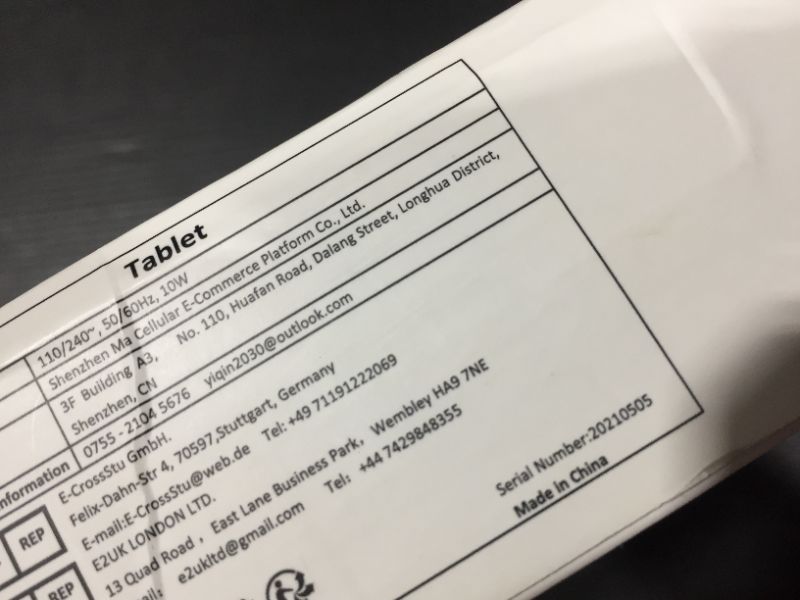 Tablet
110/240~, 50/60Hz, 10W
Shenzhen Ma Cellular E-Commerce Platform Co., Ltd.
3F Building A3, No. 110, Huafan Road, Dalang Street, Longhua District,
Shenzhen, CN
0755 - 2104 5676 yiqin2030@outlook.com
nformation
E-CrossStu GmbH.
Felix-Dahn-Str 4, 70597,Stuttgart, Germany
E-mail:E-CrossStu@web.de Tel: +49 71191222069
REP
E2UK LONDON LTD.
13 Quad Road， East Lane Business Park， Wembley HA9 7NE
ail： e2ukltd@gmail.com Tel： +44 7429848355
REP
Serial Number:20210505
Made in China